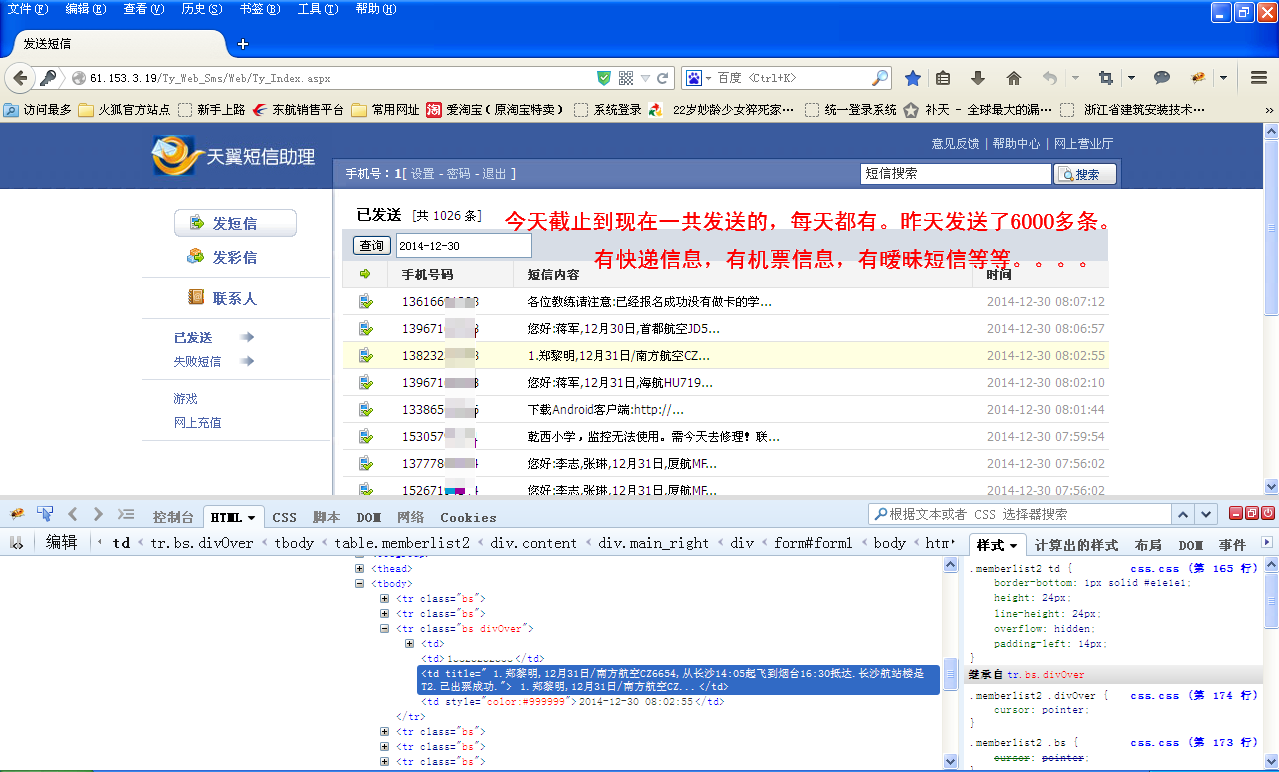 文件(F) 编辑(E) 查看(V) 历史(S) 书签(B) 工具(T) 帮助(H)
发送短信 +
61.153.3.19/Ty_Web_Sms/Web/Ty_Index.aspx 百度 <Ctrl+K>
访问最多 火狐官方站点 新手上路 东航销售平台 常用网址 淘 爱淘宝(原淘宝特卖) 系统登录 22岁妙龄少女猝死家… 统一登录系统 补天 全球最大的漏… 浙江省建筑安装技术… »
天翼短信助理 意见反馈 | 帮助中心 | 网上营业厅
手机号：1[ 设置 - 密码 - 退出 ] 短信搜索 搜索
发短信
发彩信
联系人
已发送
失败短信
游戏
网上充值
已发送 [共 1026 条] 今天截止到现在一共发送的，每天都有。昨天发送了6000多条。
查询 2014-12-30
有快递信息，有机票信息，有暧昧短信等等。。。。
手机号码 短信内容 时间
136166 各位教练请注意:已经报名成功没有做卡的学... 2014-12-30 08:07:12
139671 您好:蒋军,12月30日,首都航空JD5... 2014-12-30 08:06:57
138232 1.郑黎明,12月31日/南方航空CZ... 2014-12-30 08:02:55
139671 您好:蒋军,12月31日,海航HU719... 2014-12-30 08:02:10
133865 下载Android客户端:http://... 2014-12-30 08:01:44
153057 乾西小学，监控无法使用。需今天去修理！联... 2014-12-30 07:59:54
137778 您好:李志,张琳,12月31日,厦航MF... 2014-12-30 07:56:02
152671 您好:李志,张琳,12月31日,厦航MF... 2014-12-30 07:56:02
控制台 HTML CSS 脚本 DOM 网络 Cookies 根据文本或者 CSS 选择器搜索
编辑 td < tr.bs.divOver < tbody < table.memberlist2 < div.content < div.main_right < div < form#form1 < body < htm
样式 计算出的样式 布局 DOM 事件
<thead>
<tbody>
<tr class="bs">
<tr class="bs">
<tr class="bs divOver">
<td>
</td>
<td title=" 1.郑黎明,12月31日/南方航空CZ6654,从长沙14:05起飞到烟台16:30抵达.长沙航站楼是
T2.已出票成功."> 1.郑黎明,12月31日/南方航空CZ...</td>
<td style="color:#999999">2014-12-30 08:02:55</td>
</tr>
<tr class="bs">
<tr class="bs">
<tr class="bs">
.memberlist2 td { css.css (第 165 行)
border-bottom: 1px solid #e1e1e1;
height: 24px;
line-height: 24px;
overflow: hidden;
padding-left: 14px;
}
继承自 tr.bs.divOver
.memberlist2 .divOver { css.css (第 174 行)
cursor: pointer;
}
.memberlist2 .bs { css.css (第 173 行)
cursor: pointer;